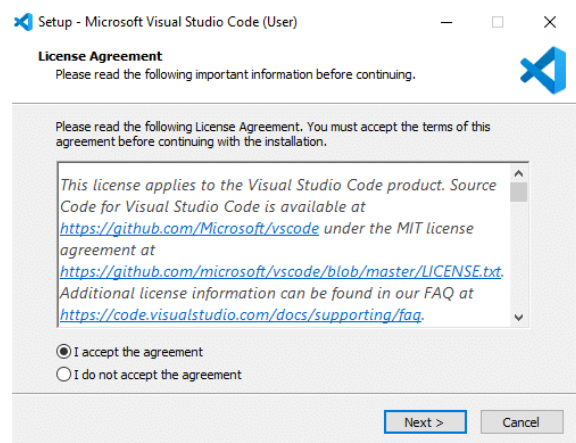 Setup - Microsoft Visual Studio Code (User)
License Agreement
Please read the following important information before continuing.
Please read the following License Agreement. You must accept the terms of this
agreement before continuing with the installation.
This license applies to the Visual Studio Code product. Source
Code for Visual Studio Code is available at
https://github.com/Microsoft/vscode under the MIT license
agreement at
https://github.com/microsoft/vscode/blob/master/LICENSE.txt.
Additional license information can be found in our FAQ at
https://code.visualstudio.com/docs/supporting/faq.
I accept the agreement
I do not accept the agreement
Next >
Cancel